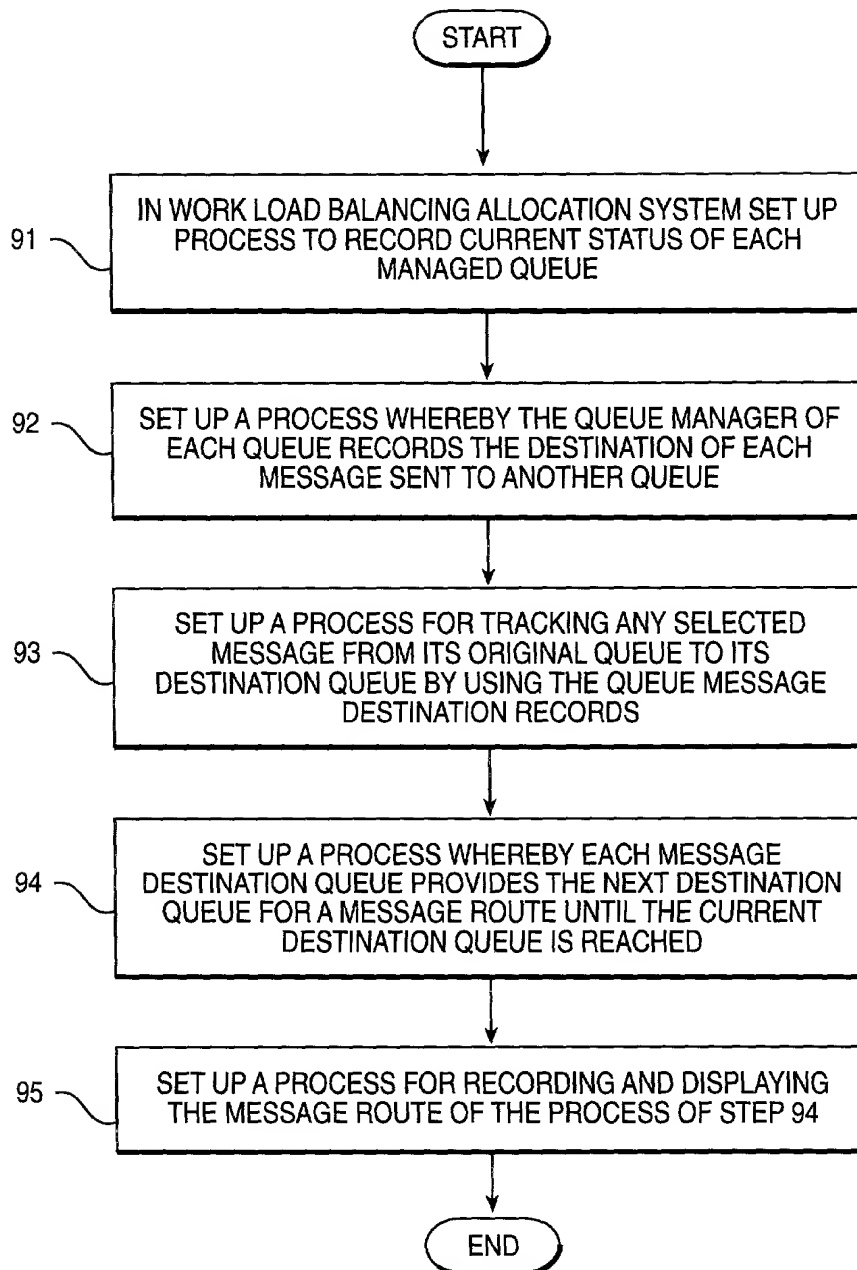 START
91
IN WORK LOAD BALANCING ALLOCATION SYSTEM SET UP
PROCESS TO RECORD CURRENT STATUS OF EACH
MANAGED QUEUE
92
SET UP A PROCESS WHEREBY THE QUEUE MANAGER OF
EACH QUEUE RECORDS THE DESTINATION OF EACH
MESSAGE SENT TO ANOTHER QUEUE
93
SET UP A PROCESS FOR TRACKING ANY SELECTED
MESSAGE FROM ITS ORIGINAL QUEUE TO ITS
DESTINATION QUEUE BY USING THE QUEUE MESSAGE
DESTINATION RECORDS
94
SET UP A PROCESS WHEREBY EACH MESSAGE
DESTINATION QUEUE PROVIDES THE NEXT DESTINATION
QUEUE FOR A MESSAGE ROUTE UNTIL THE CURRENT
DESTINATION QUEUE IS REACHED
95
SET UP A PROCESS FOR RECORDING AND DISPLAYING
THE MESSAGE ROUTE OF THE PROCESS OF STEP 94
END